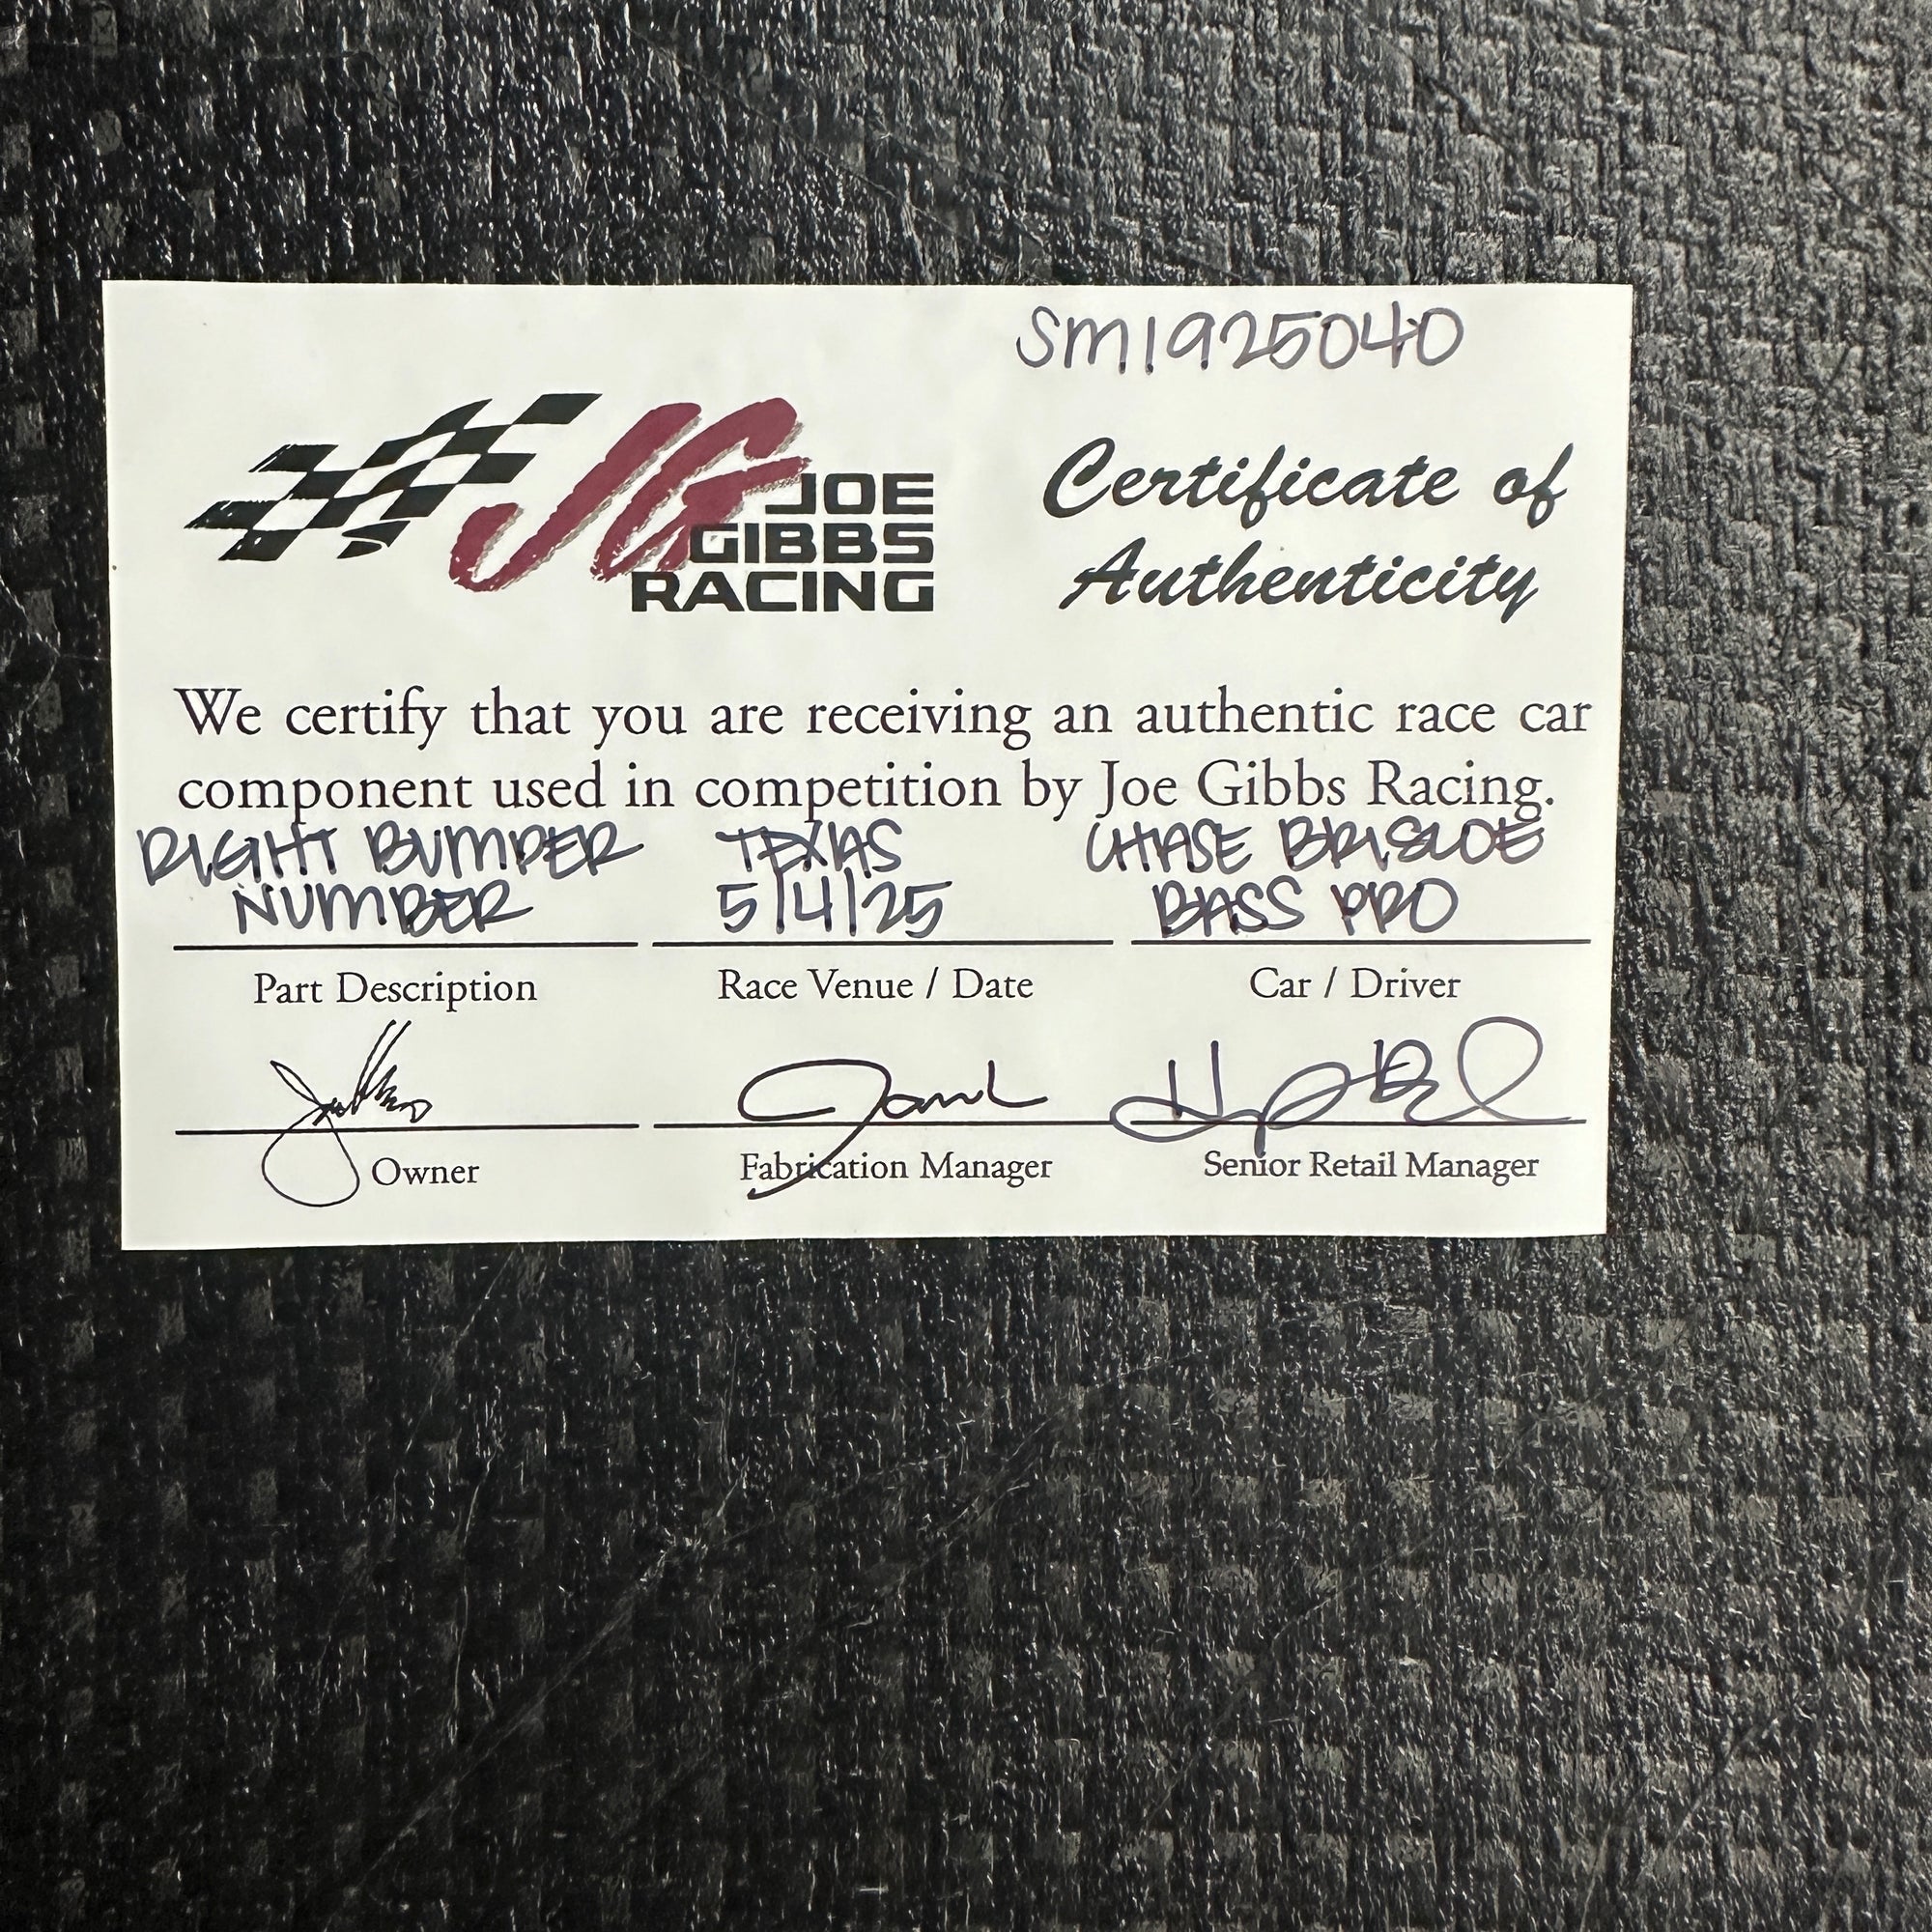 SM1925040
JG JOE
GIBBS
RACING
Certificate of
Authenticity
We certify that you are receiving an authentic race car
component used in competition by Joe Gibbs Racing.
RIGHT BUMPER
NUMBER
TEXAS
5/4/25
CHASE BRISCOE
BASS PRO
Part Description
Race Venue / Date
Car / Driver
Owner
Fabrication Manager
Senior Retail Manager